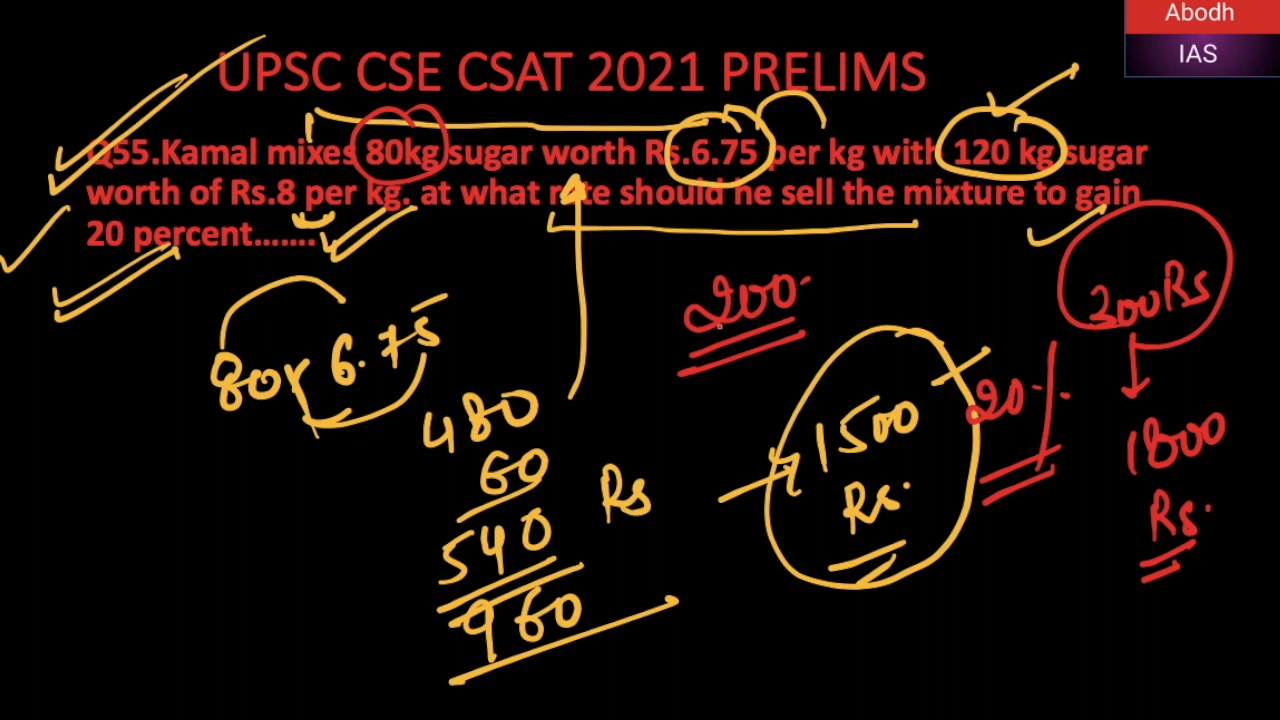 Abodh
IAS
UPSC CSE CSAT 2021 PRELIMS
Q55.Kamal mixes 80kg sugar worth Rs.6.75 per kg with 120 kg sugar
worth of Rs.8 per kg. at what rate should he sell the mixture to gain
20 percent.......
200
300Rs
80x 6.75
480
60
540
960
Rs
1500
Rs.
20%
1800
Rs.